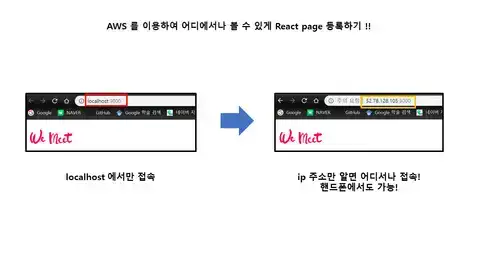 AWS 를 이용하여 어디에서나 볼 수 있게 React page 등록하기 !!
localhost:3000
Google NAVER GitHub Google 학술 검색 네이버 지
We Meet
localhost 에서만 접속
주의 요함 52.78.128.105:3000
Google NAVER GitHub Google 학술 검색 네이버 지
We Meet
ip 주소만 알면 어디서나 접속!
핸드폰에서도 가능!